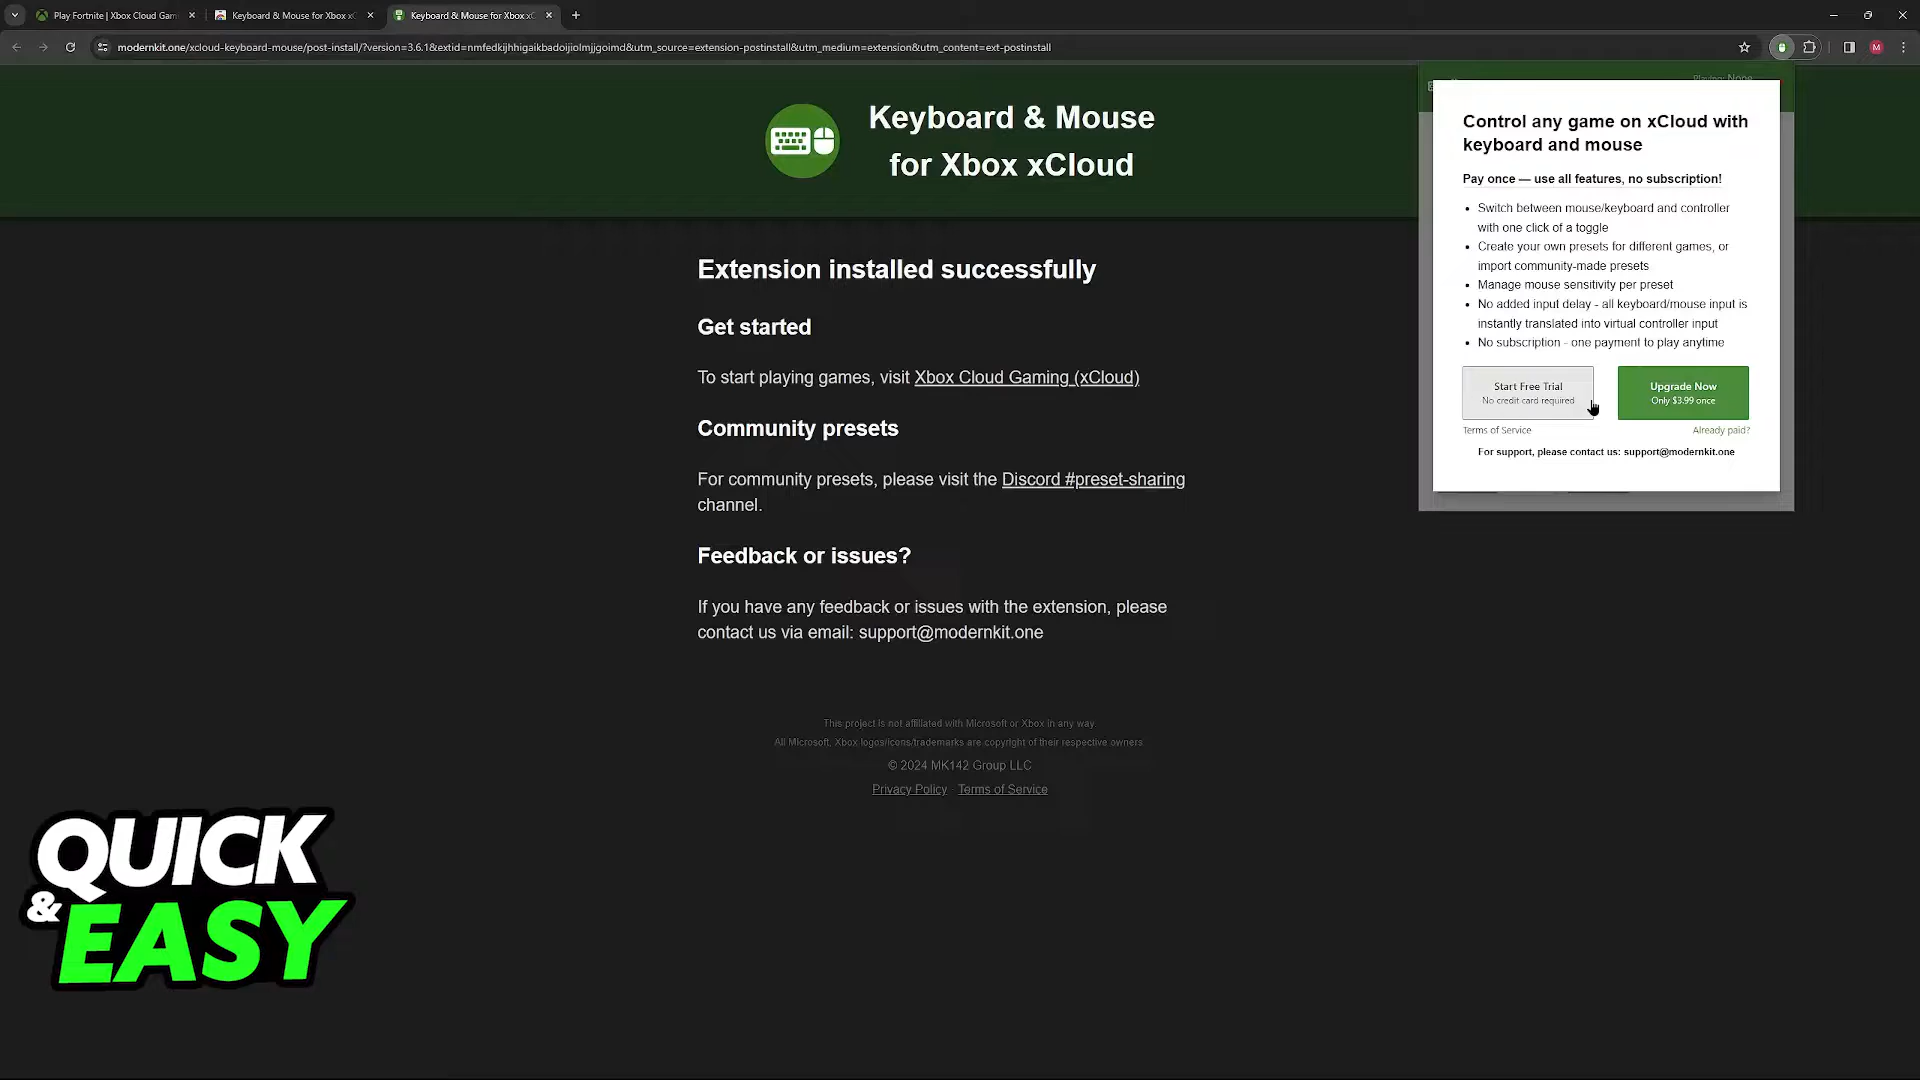 Play Fortnite | Xbox Cloud Gam
Keyboard & Mouse for Xbox xC
Keyboard & Mouse for Xbox xC
modernkit.one/xcloud-keyboard-mouse/post-install/?version=3.6.1&extid=nmfedkijhhigaikbadoijiolmjjgoimd&utm_source=extension-postinstall&utm_medium=extension&utm_content=ext-postinstall
M
Keyboard & Mouse
for Xbox xCloud
Extension installed successfully
Get started
To start playing games, visit Xbox Cloud Gaming (xCloud)
Community presets
For community presets, please visit the Discord #preset-sharing
channel.
Feedback or issues?
If you have any feedback or issues with the extension, please
contact us via email: support@modernkit.one
This project is not affiliated with Microsoft or Xbox in any way.
All Microsoft, Xbox logos/icons/trademarks are copyright of their respective owners.
© 2024 MK142 Group LLC
Privacy Policy Terms of Service
Playing: None
Control any game on xCloud with
keyboard and mouse
Pay once — use all features, no subscription!
• Switch between mouse/keyboard and controller
with one click of a toggle
• Create your own presets for different games, or
import community-made presets
• Manage mouse sensitivity per preset
• No added input delay - all keyboard/mouse input is
instantly translated into virtual controller input
• No subscription - one payment to play anytime
Start Free Trial
No credit card required
Upgrade Now
Only $3.99 once
Terms of Service
Already paid?
For support, please contact us: support@modernkit.one
QUICK
& EASY